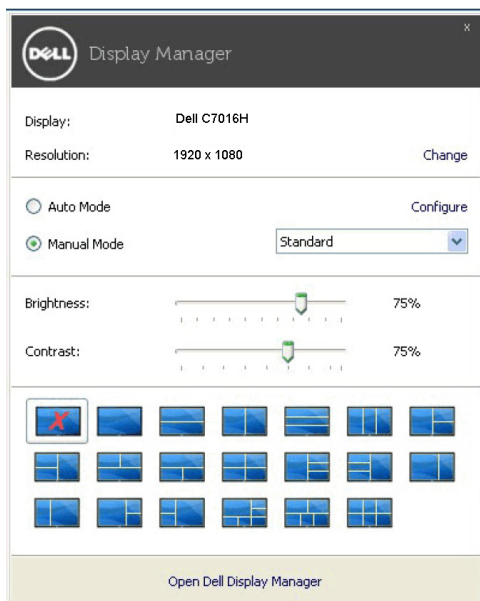 x
DELL Display Manager
Display: Dell C7016H
Resolution: 1920 x 1080 Change
Auto Mode Configure
Manual Mode Standard
Brightness: 75%
Contrast: 75%
Open Dell Display Manager